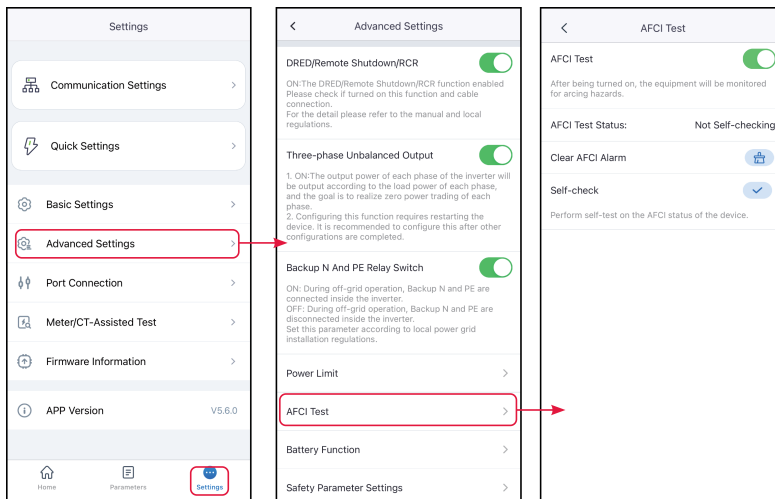 Settings
Communication Settings
Quick Settings
Basic Settings
Advanced Settings
Port Connection
Meter/CT-Assisted Test
Firmware Information
APP Version V5.6.0
Home Parameters Settings
Advanced Settings
DRED/Remote Shutdown/RCR
ON:The DRED/Remote Shutdown/RCR function enabled
Please check if turned on this function and cable
connection.
For the detail please refer to the manual and local
regulations.
Three-phase Unbalanced Output
1. ON:The output power of each phase of the inverter will
be output according to the load power of each phase,
and the goal is to realize zero power trading of each
phase.
2. Configuring this function requires restarting the
device. It is recommended to configure this after other
configurations are completed.
Backup N And PE Relay Switch
ON: During off-grid operation, Backup N and PE are
connected inside the inverter.
OFF: During off-grid operation, Backup N and PE are
disconnected inside the inverter.
Set this parameter according to local power grid
installation regulations.
Power Limit
AFCI Test
Battery Function
Safety Parameter Settings
AFCI Test
AFCI Test
After being turned on, the equipment will be monitored
for arcing hazards.
AFCI Test Status: Not Self-checking
Clear AFCI Alarm
Self-check
Perform self-test on the AFCI status of the device.